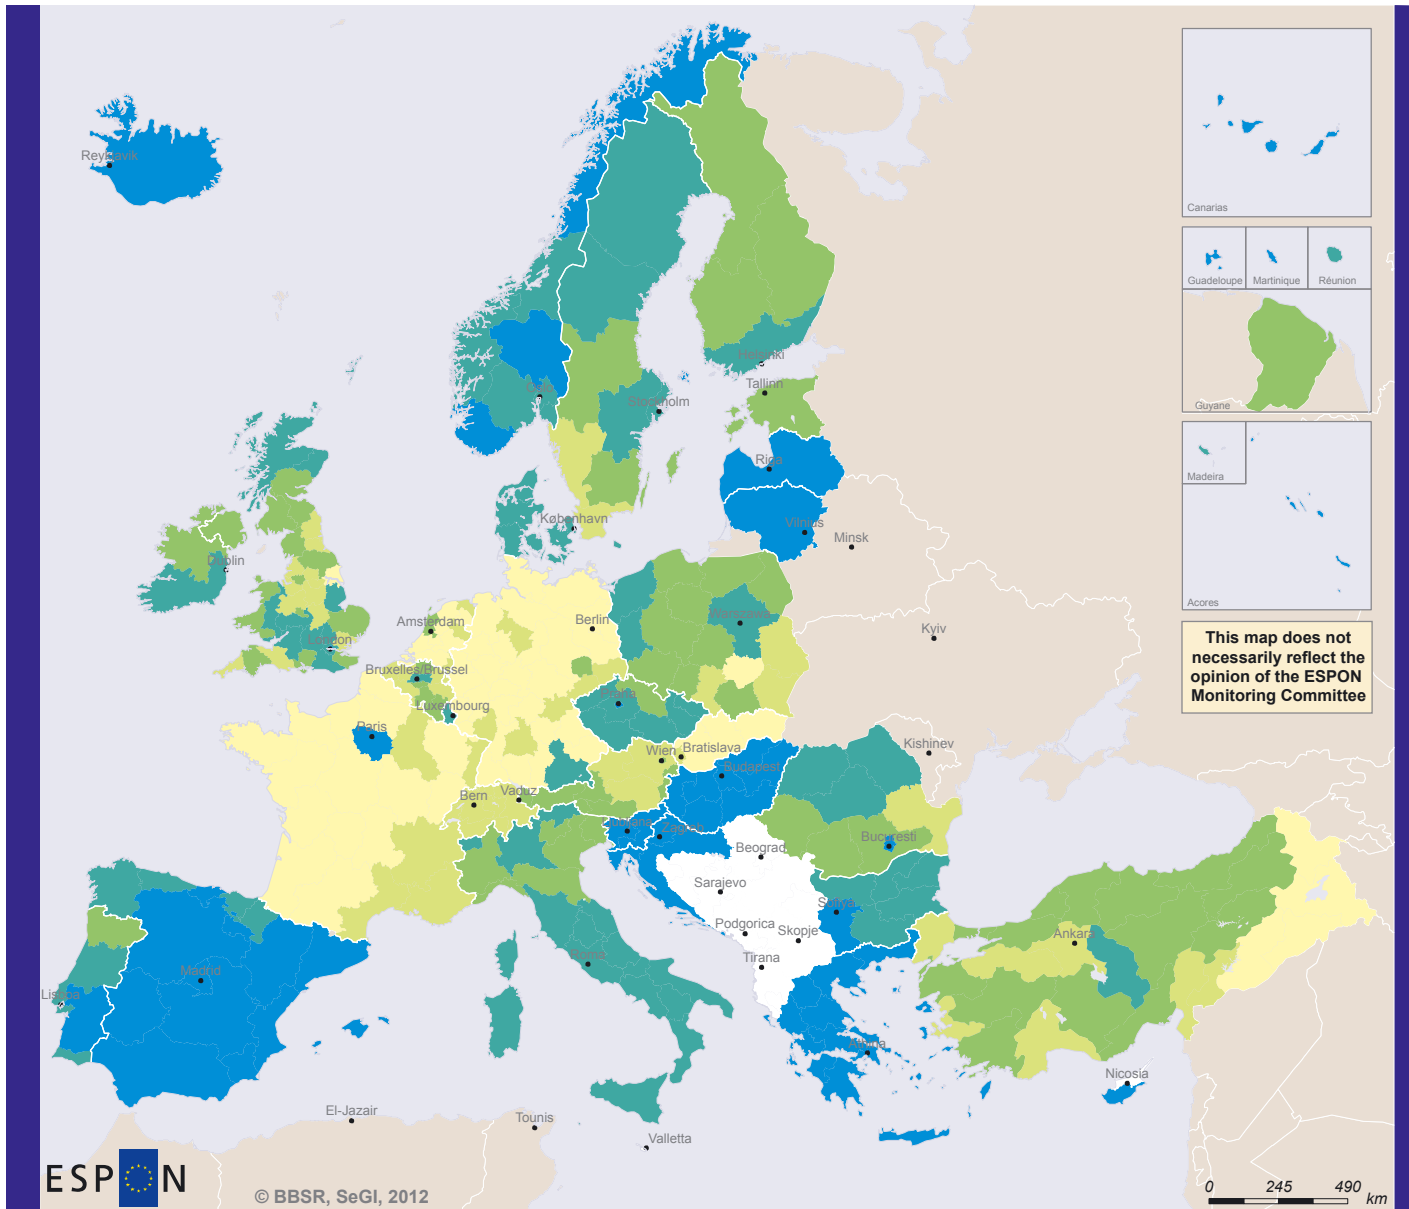 Reykjavik
Canarias
Guadeloupe
Martinique
Réunion
Guyane
Madeira
Acores
Oslo
Helsinki
Tallinn
Stockholm
Riga
Vilnius
Minsk
København
Dublin
London
Amsterdam
Berlin
Warszawa
Kyiv
Bruxelles/Brussel
Luxembourg
Praha
Paris
Wien
Bratislava
Budapest
Kishinev
Bern
Vaduz
Ljubljana
Zagreb
Bucuresti
Beograd
Sarajevo
Sofiya
Podgorica
Skopje
Tirana
Roma
Madrid
Lisboa
Ankara
Athina
Nicosia
El-Jazair
Tounis
Valletta
This map does not
necessarily reflect the
opinion of the ESPON
Monitoring Committee
ESPON
© BBSR, SeGI, 2012
0 245 490
km